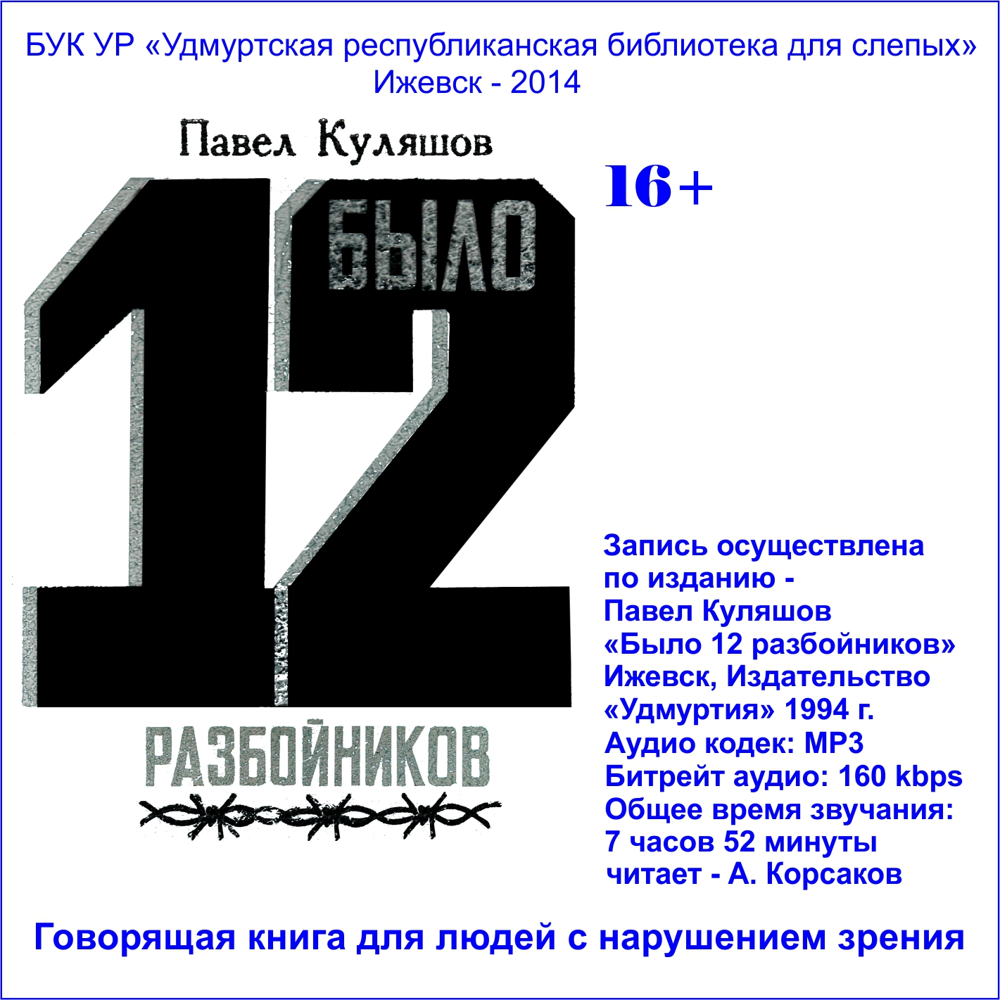 БУК УР «Удмуртская республиканская библиотека для слепых»
Ижевск - 2014
Павел Куляшов
16+
БЫЛО
12
РАЗБОЙНИКОВ
Запись осуществлена
по изданию -
Павел Куляшов
«Было 12 разбойников»
Ижевск, Издательство
«Удмуртия» 1994 г.
Аудио кодек: MP3
Битрейт аудио: 160 kbps
Общее время звучания:
7 часов 52 минуты
читает - А. Корсаков
Говорящая книга для людей с нарушением зрения